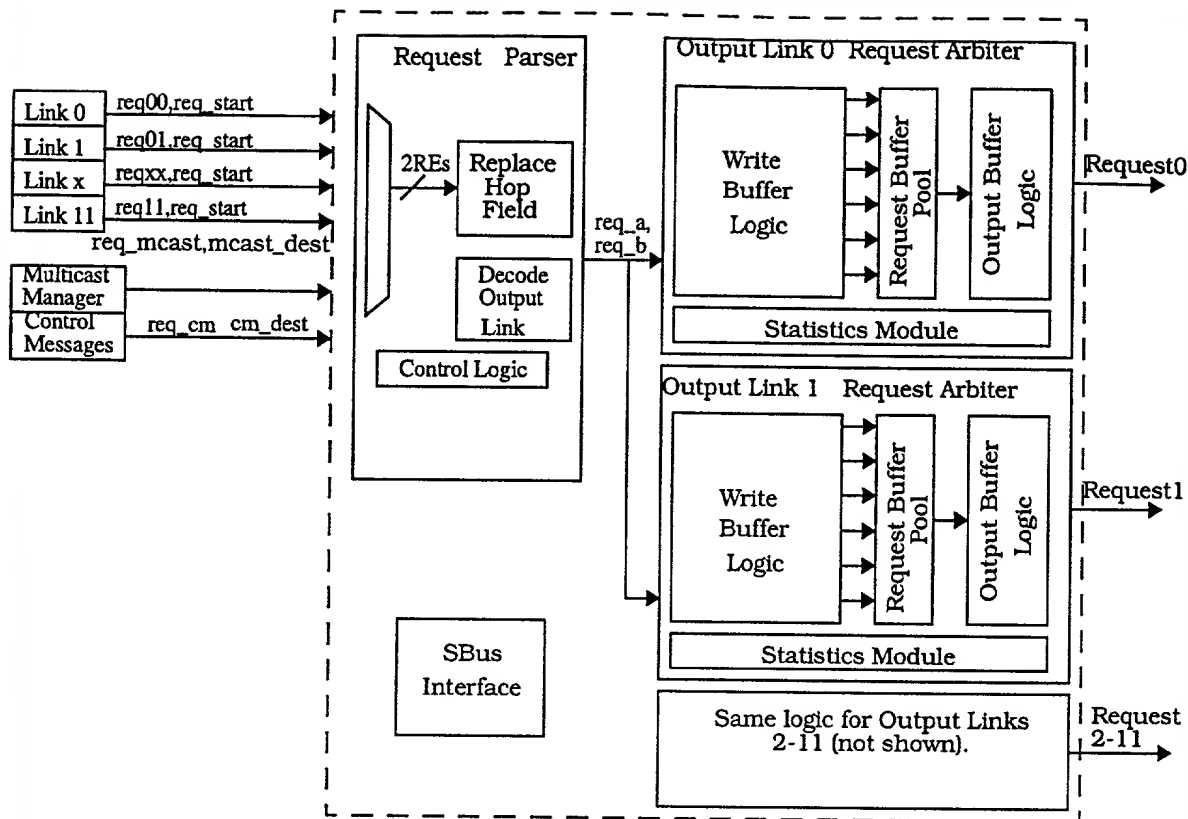 Request Parser
Link 0
req00,req_start
Link 1
req01,req_start
Link x
reqxx,req_start
Link 11
req11,req_start
req_mcast,mcast_dest
Multicast
Manager
Control
Messages
req_cm cm_dest
2REs
Replace
Hop
Field
Decode
Output
Link
Control Logic
req_a,
req_b
SBus
Interface
Output Link 0 Request Arbiter
Write
Buffer
Logic
Request Buffer
Pool
Output Buffer
Logic
Statistics Module
Request0
Output Link 1 Request Arbiter
Write
Buffer
Logic
Request Buffer
Pool
Output Buffer
Logic
Statistics Module
Request1
Same logic for Output Links
2-11 (not shown).
Request
2-11